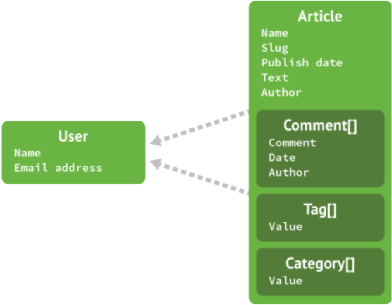 User
Name
Email address
Article
Name
Slug
Publish date
Text
Author
Comment[]
Comment
Date
Author
Tag[]
Value
Category[]
Value